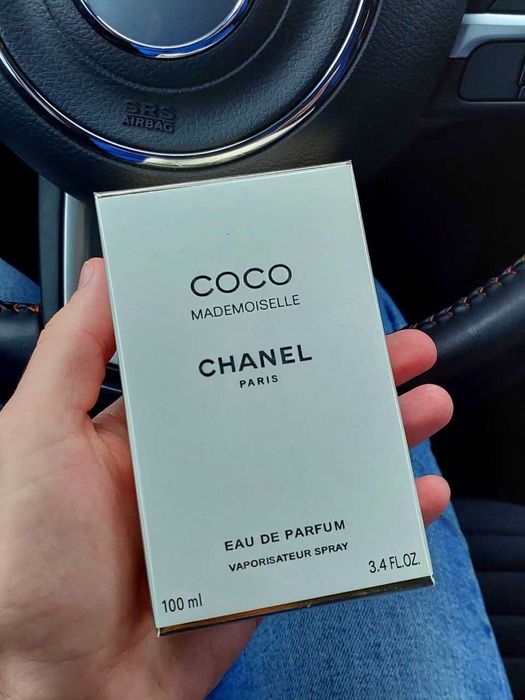 SRS
AIRBAG
COCO
MADEMOISELLE
CHANEL
PARIS
EAU DE PARFUM
VAPORISATEUR SPRAY
100 ml
3.4 FL.OZ.